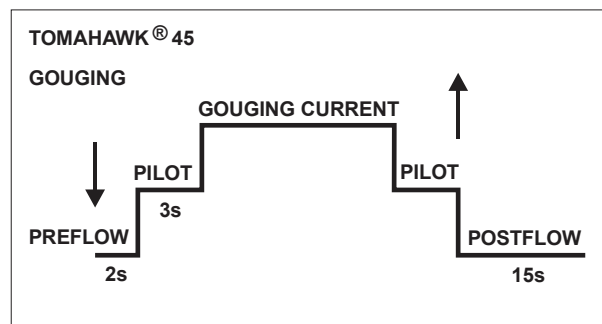 TOMAHAWK ® 45
GOUGING
GOUGING CURRENT
PILOT
PILOT
3s
PREFLOW
POSTFLOW
2s
15s